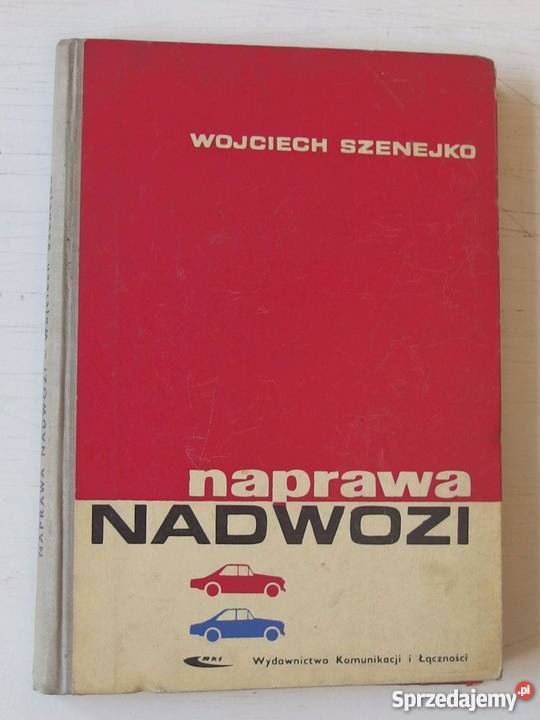 WOJCIECH SZENEJKO
naprawa
NADWOZI
WKŁ Wydawnictwa Komunikacji i Łączności
NAPRAWA NADWOZI
Sprzedajemy.pl